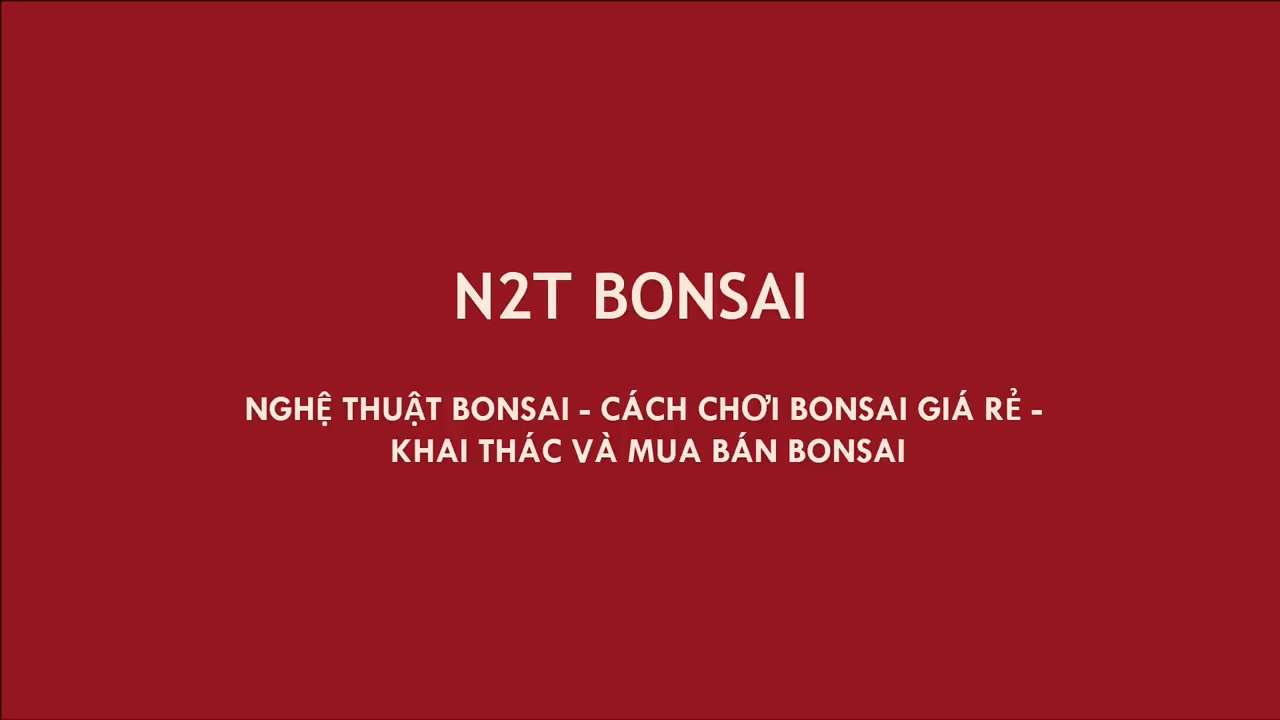 N2T BONSAI
NGHỆ THUẬT BONSAI - CÁCH CHƠI BONSAI GIÁ RẺ -
KHAI THÁC VÀ MUA BÁN BONSAI